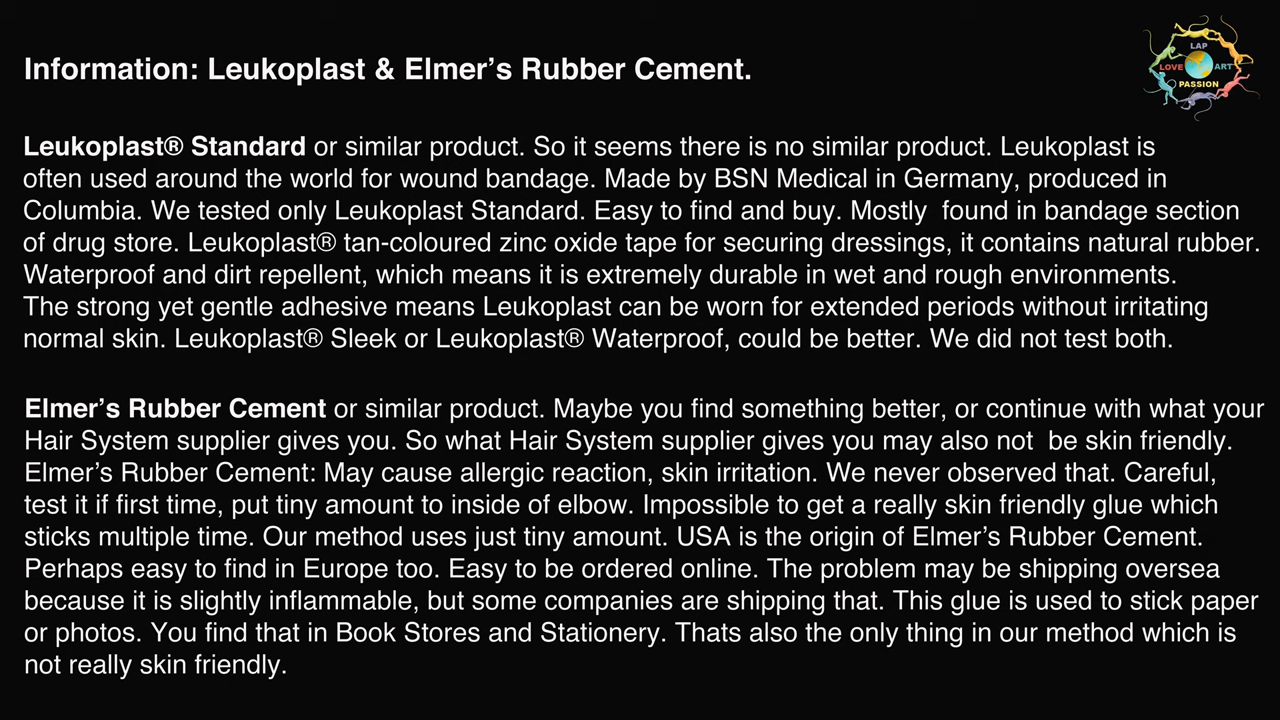 Information: Leukoplast & Elmer’s Rubber Cement.
LAP
LOVE ART
PASSION
Leukoplast® Standard or similar product. So it seems there is no similar product. Leukoplast is
often used around the world for wound bandage. Made by BSN Medical in Germany, produced in
Columbia. We tested only Leukoplast Standard. Easy to find and buy. Mostly  found in bandage section
of drug store. Leukoplast® tan-coloured zinc oxide tape for securing dressings, it contains natural rubber.
Waterproof and dirt repellent, which means it is extremely durable in wet and rough environments.
The strong yet gentle adhesive means Leukoplast can be worn for extended periods without irritating
normal skin. Leukoplast® Sleek or Leukoplast® Waterproof, could be better. We did not test both.
Elmer’s Rubber Cement or similar product. Maybe you find something better, or continue with what your
Hair System supplier gives you. So what Hair System supplier gives you may also not  be skin friendly.
Elmer’s Rubber Cement: May cause allergic reaction, skin irritation. We never observed that. Careful,
test it if first time, put tiny amount to inside of elbow. Impossible to get a really skin friendly glue which
sticks multiple time. Our method uses just tiny amount. USA is the origin of Elmer’s Rubber Cement.
Perhaps easy to find in Europe too. Easy to be ordered online. The problem may be shipping oversea
because it is slightly inflammable, but some companies are shipping that. This glue is used to stick paper
or photos. You find that in Book Stores and Stationery. Thats also the only thing in our method which is
not really skin friendly.